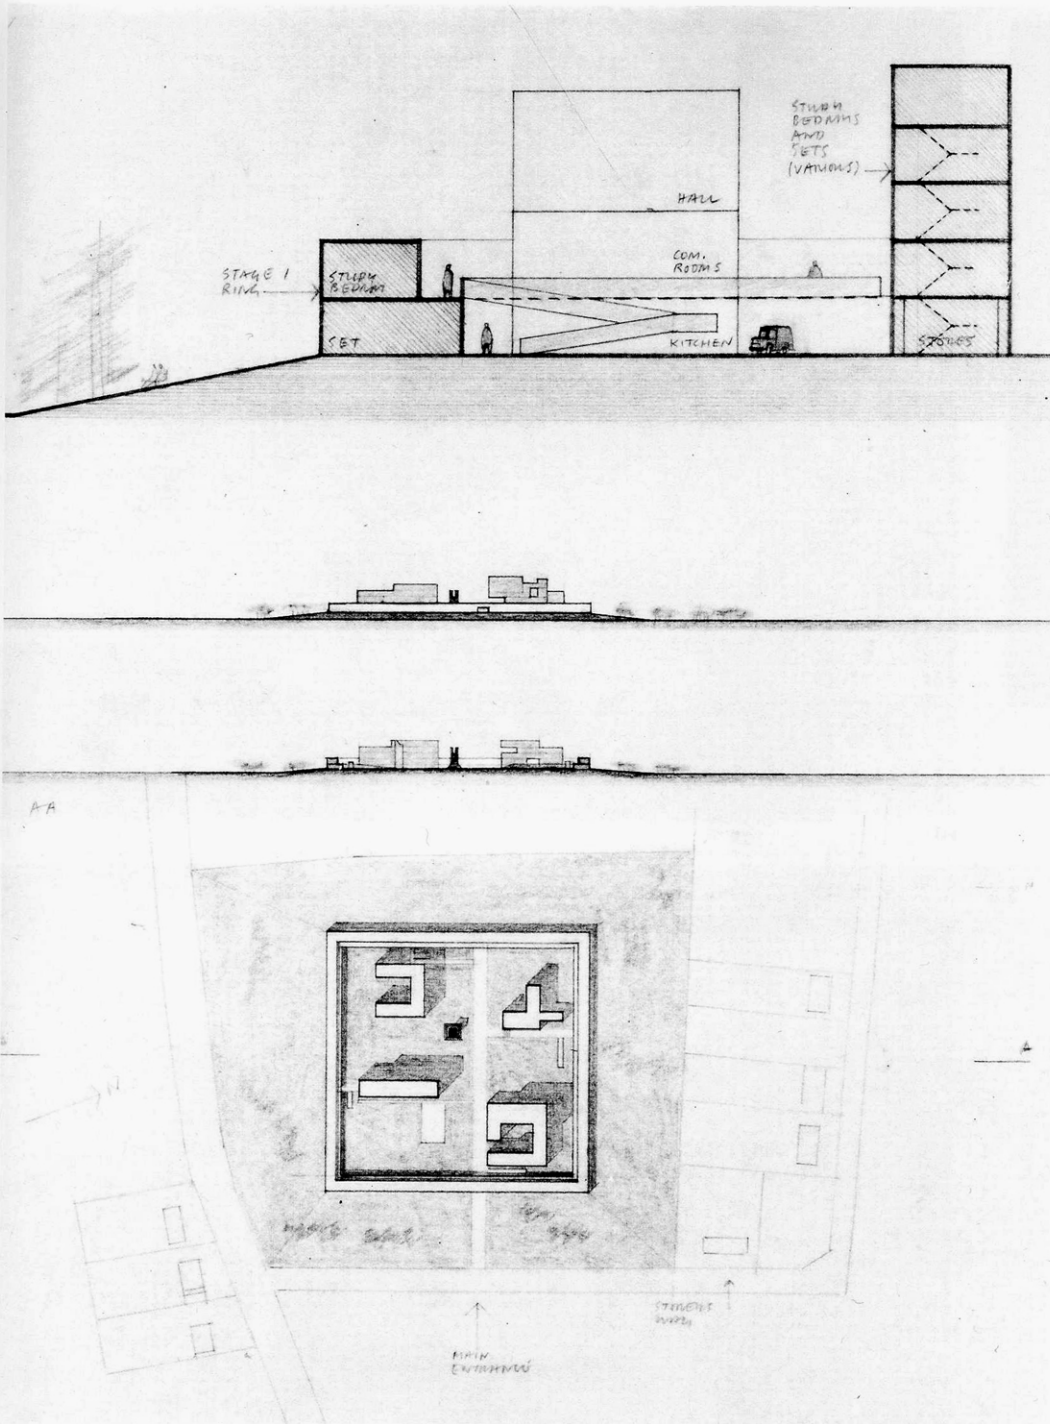 STUDY
BEDRMS
AND
SETS
(VARIOUS)
HALL
COM.
ROOMS
STAGE 1
RING
STUDY
BEDRM
SET
KITCHEN
STORES
AA
A
N
MAIN
ENTRANCE